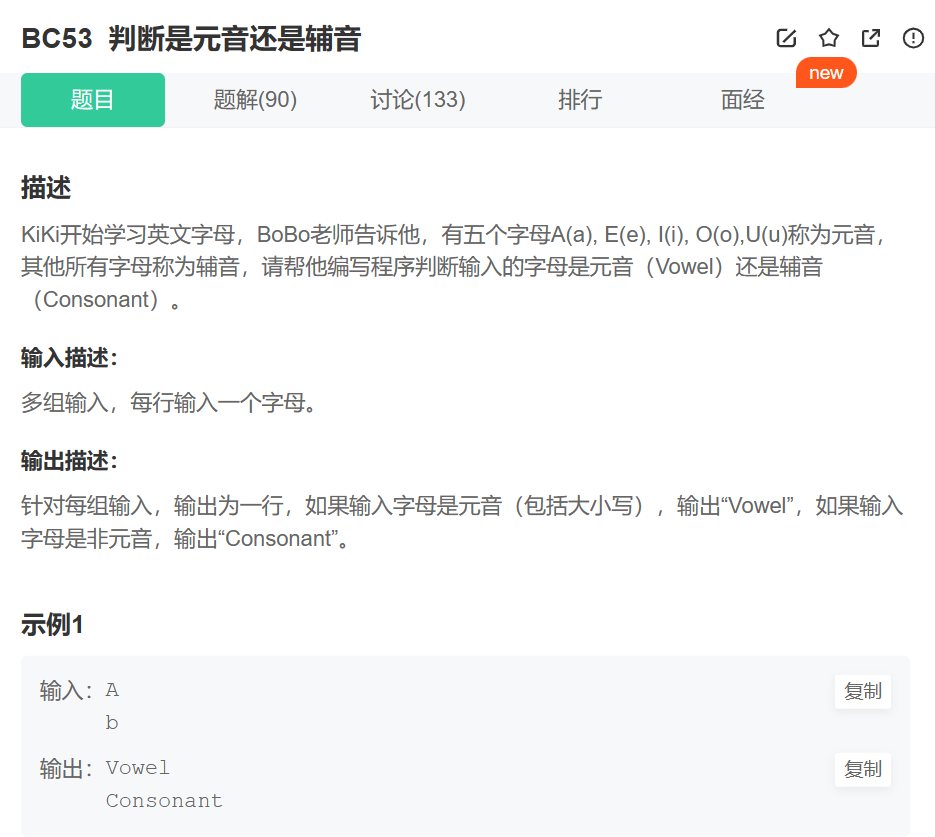 BC53 判断是元音还是辅音
new
题目 题解(90) 讨论(133) 排行 面经
描述
KiKi开始学习英文字母，BoBo老师告诉他，有五个字母A(a), E(e), I(i), O(o),U(u)称为元音，
其他所有字母称为辅音，请帮他编写程序判断输入的字母是元音（Vowel）还是辅音
（Consonant）。
输入描述：
多组输入，每行输入一个字母。
输出描述：
针对每组输入，输出为一行，如果输入字母是元音（包括大小写），输出“Vowel”，如果输入
字母是非元音，输出“Consonant”。
示例1
输入：A 复制
b
输出：Vowel 复制
Consonant